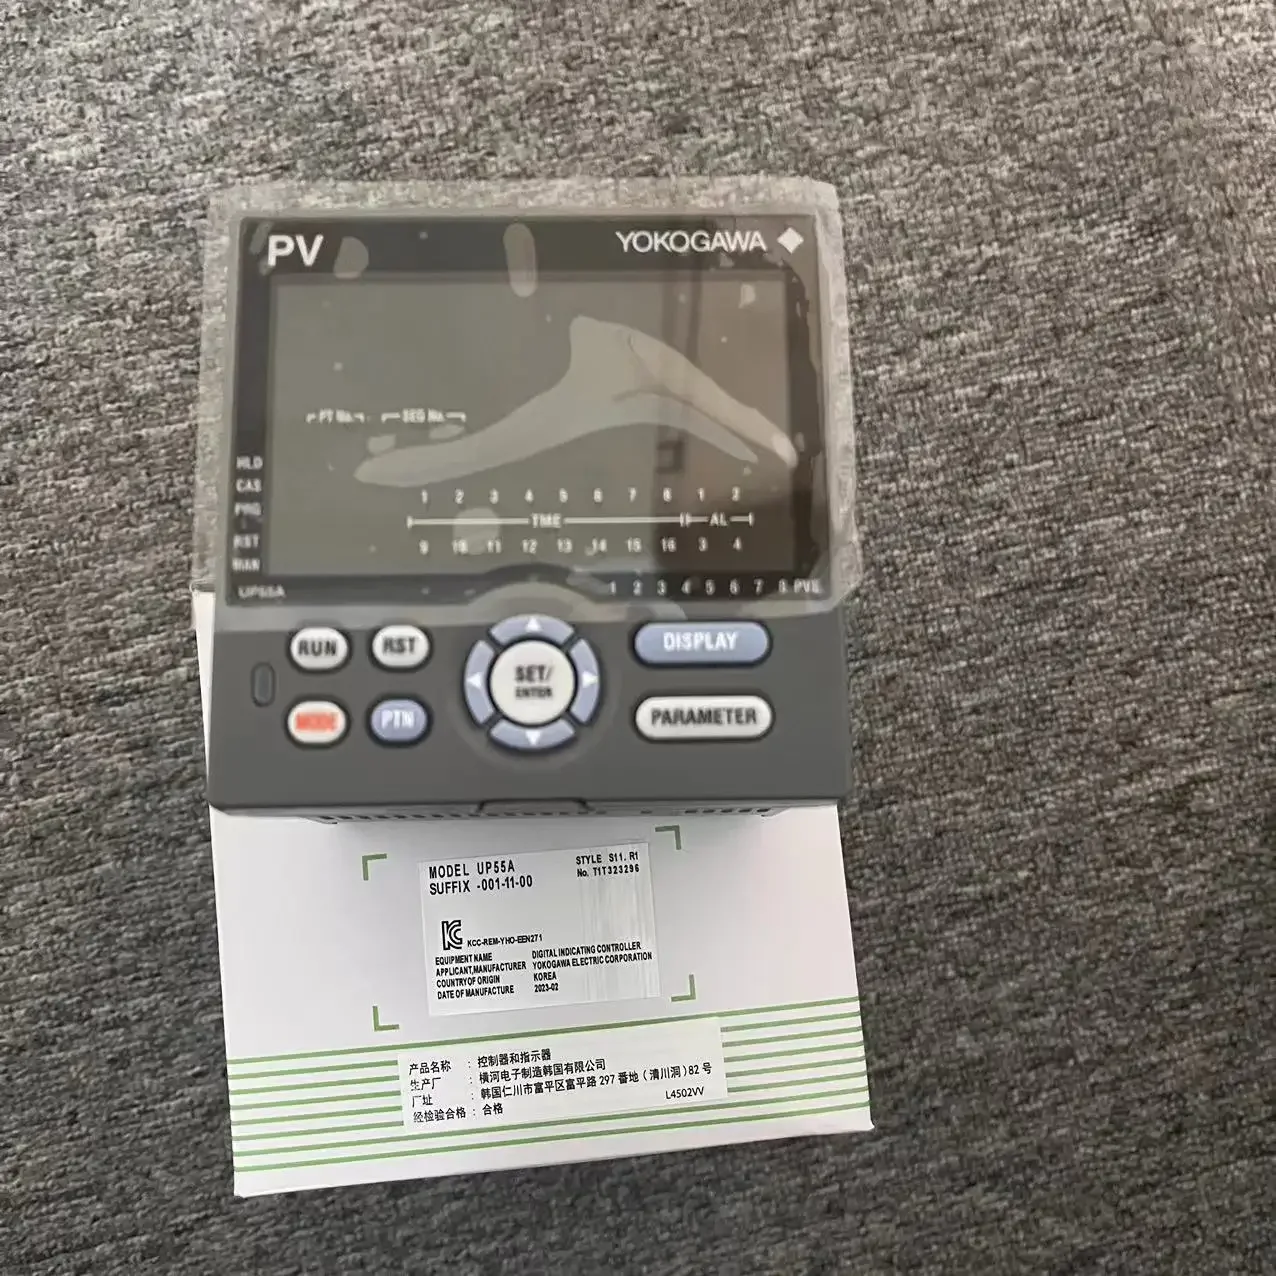 PV
YOKOGAWA
PT No.
SEG No.
HLD
CAS
PRG
RST
MAN
1 2 3 4 5 6 7 8 1 2
TME AL
9 10 11 12 13 14 15 16 3 4
UP55A
1 2 3 4 5 6 7 8 PVS
RUN
RST
SET/
ENTER
DISPLAY
MODE
PTN
PARAMETER
MODEL UP55A
SUFFIX -001-11-00
STYLE S11. R1
No. T1T323296
KCC-REM-YHO-EEN271
EQUIPMENT NAME DIGITAL INDICATING CONTROLLER
APPLICANT,MANUFACTURER YOKOGAWA ELECTRIC CORPORATION
COUNTRY OF ORIGIN KOREA
DATE OF MANUFACTURE 2023-02
产品名称 : 控制器和指示器
生产厂 : 横河电子制造韩国有限公司
厂址 : 韩国仁川市富平区富平路 297 番地（清川洞)82 号
经检验合格 : 合格
L4502VV